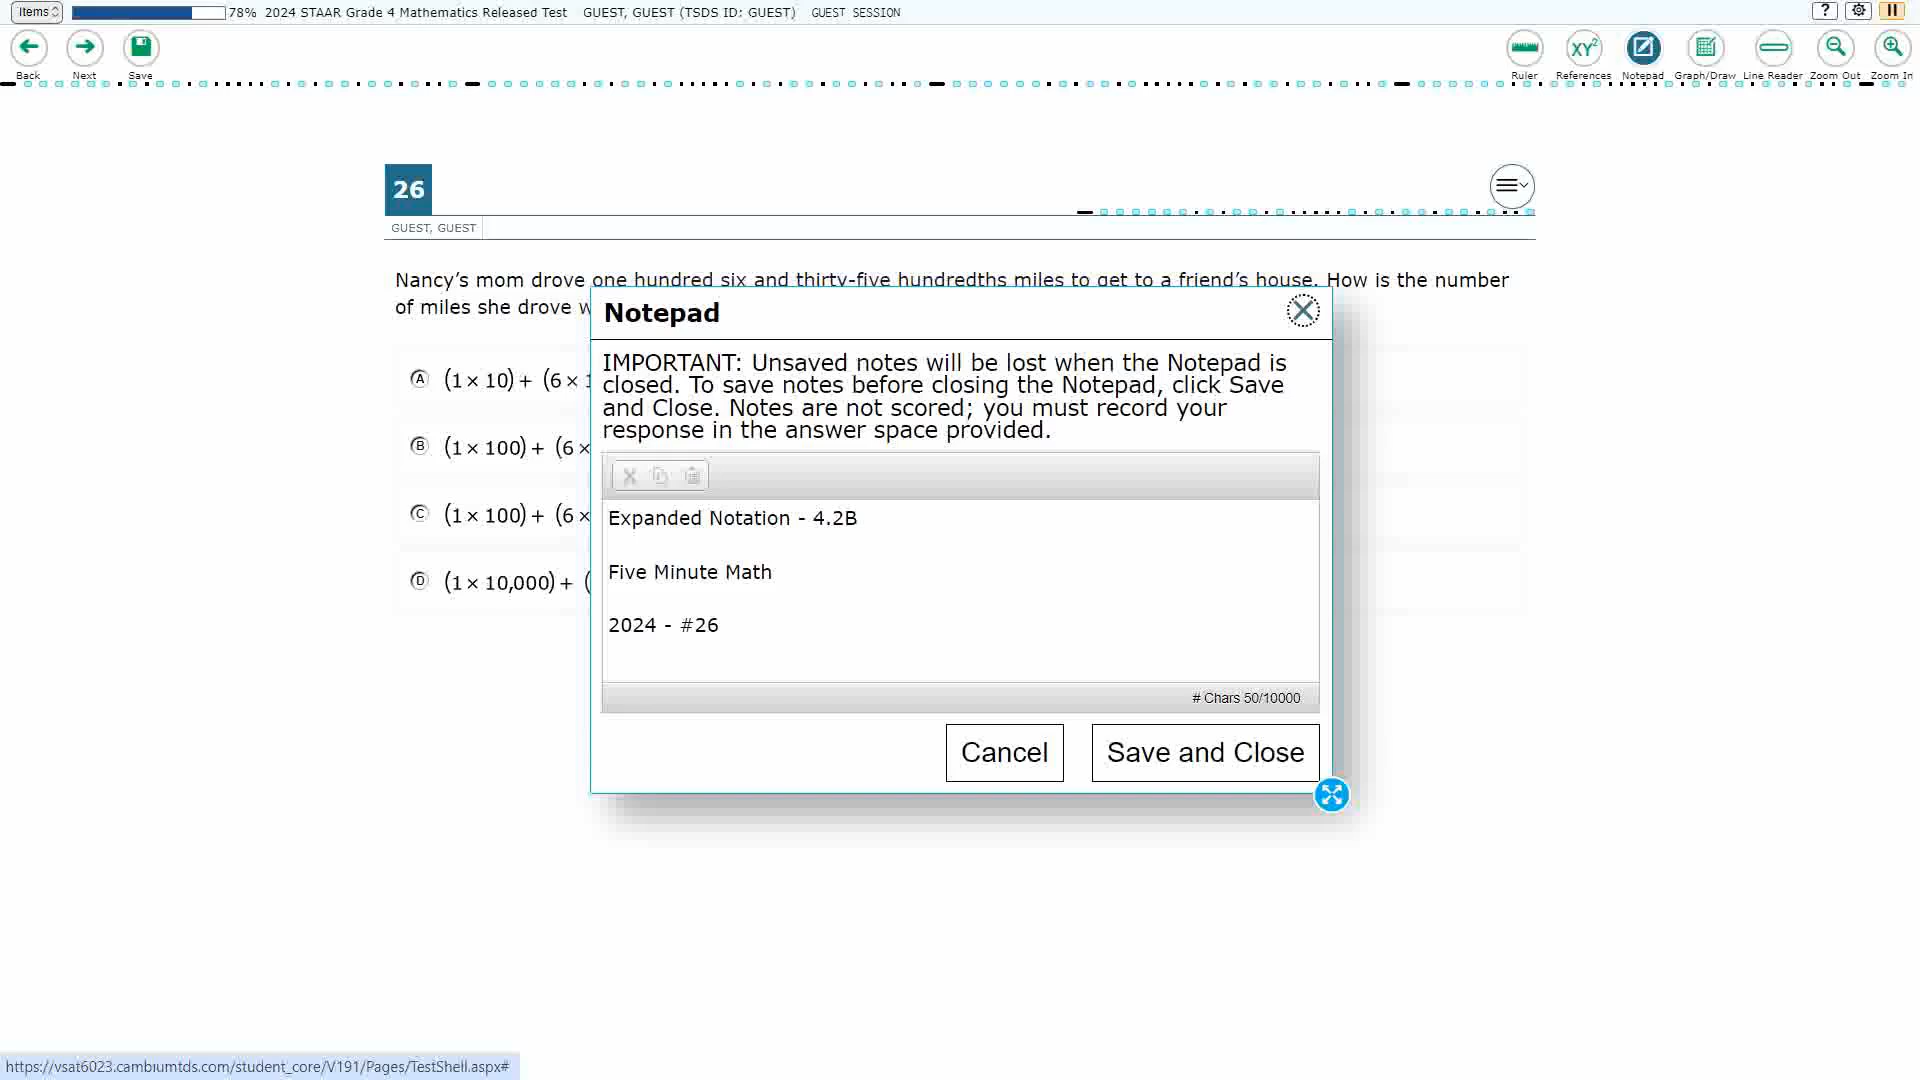 Items 78% 2024 STAAR Grade 4 Mathematics Released Test GUEST, GUEST (TSDS ID: GUEST) GUEST SESSION ?
Back Next Save Ruler XY² References Notepad Graph/Draw Line Reader Zoom Out Zoom In
26
GUEST, GUEST
Nancy’s mom drove one hundred six and thirty-five hundredths miles to get to a friend’s house. How is the number
of miles she drove
Notepad
IMPORTANT: Unsaved notes will be lost when the Notepad is
closed. To save notes before closing the Notepad, click Save
and Close. Notes are not scored; you must record your
response in the answer space provided.
A (1 × 10) + (6 ×
B (1 × 100) + (6 ×
C (1 × 100) + (6 ×
D (1 × 10,000) + (
Expanded Notation - 4.2B
Five Minute Math
2024 - #26
# Chars 50/10000
Cancel Save and Close
https://vsat6023.cambiumtds.com/student_core/V191/Pages/TestShell.aspx#